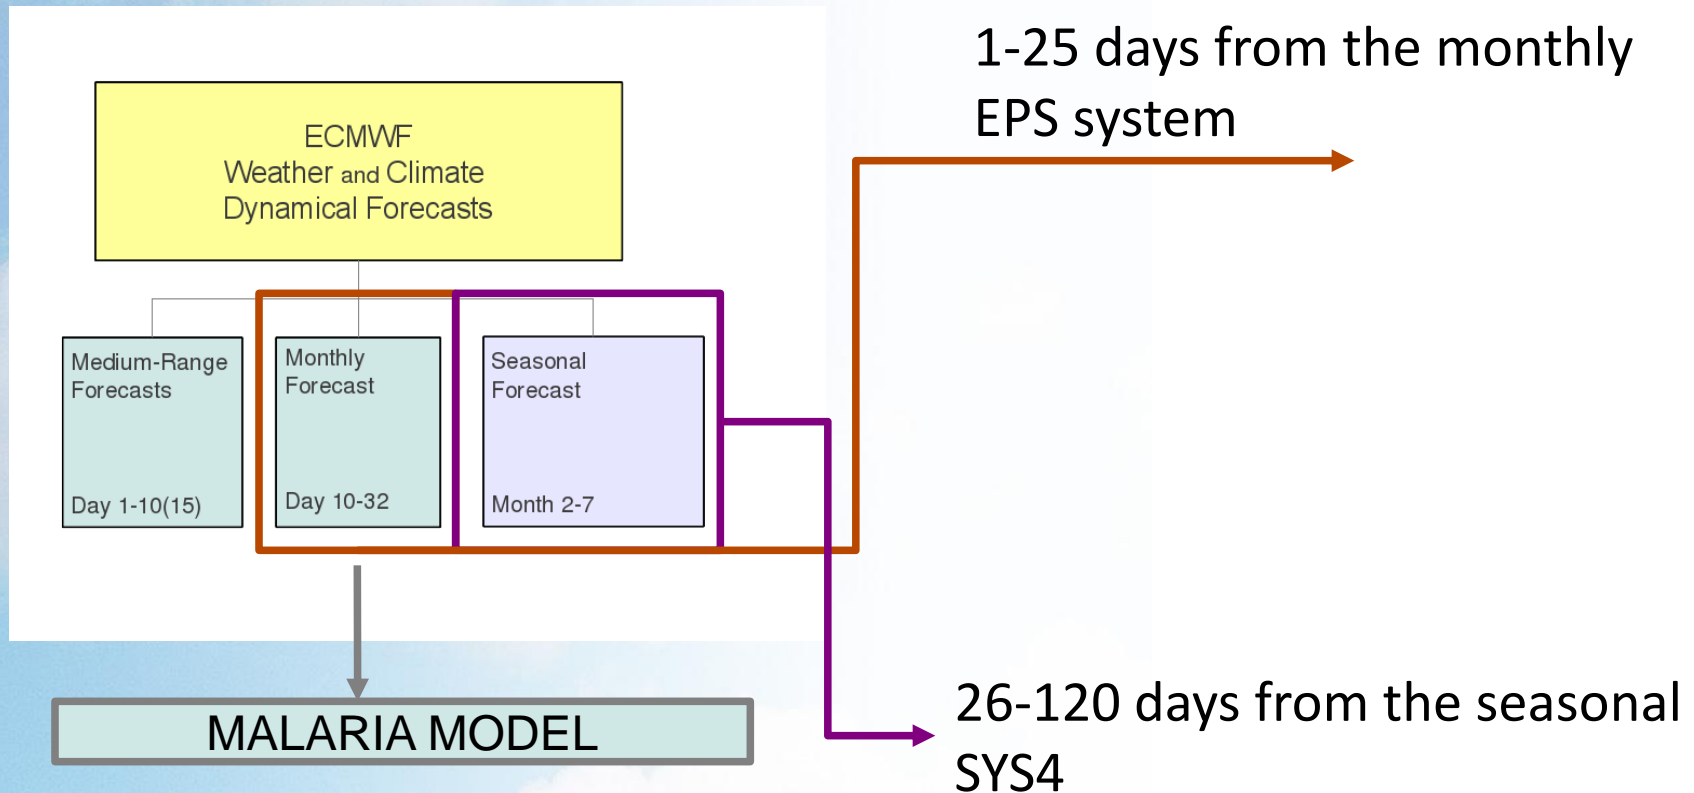 1-25 days from the monthly
EPS system
ECMWF
Weather and Climate
Dynamical Forecasts
Medium-Range
Forecasts
Day 1-10(15)
Monthly
Forecast
Day 10-32
Seasonal
Forecast
Month 2-7
MALARIA MODEL
26-120 days from the seasonal
SYS4